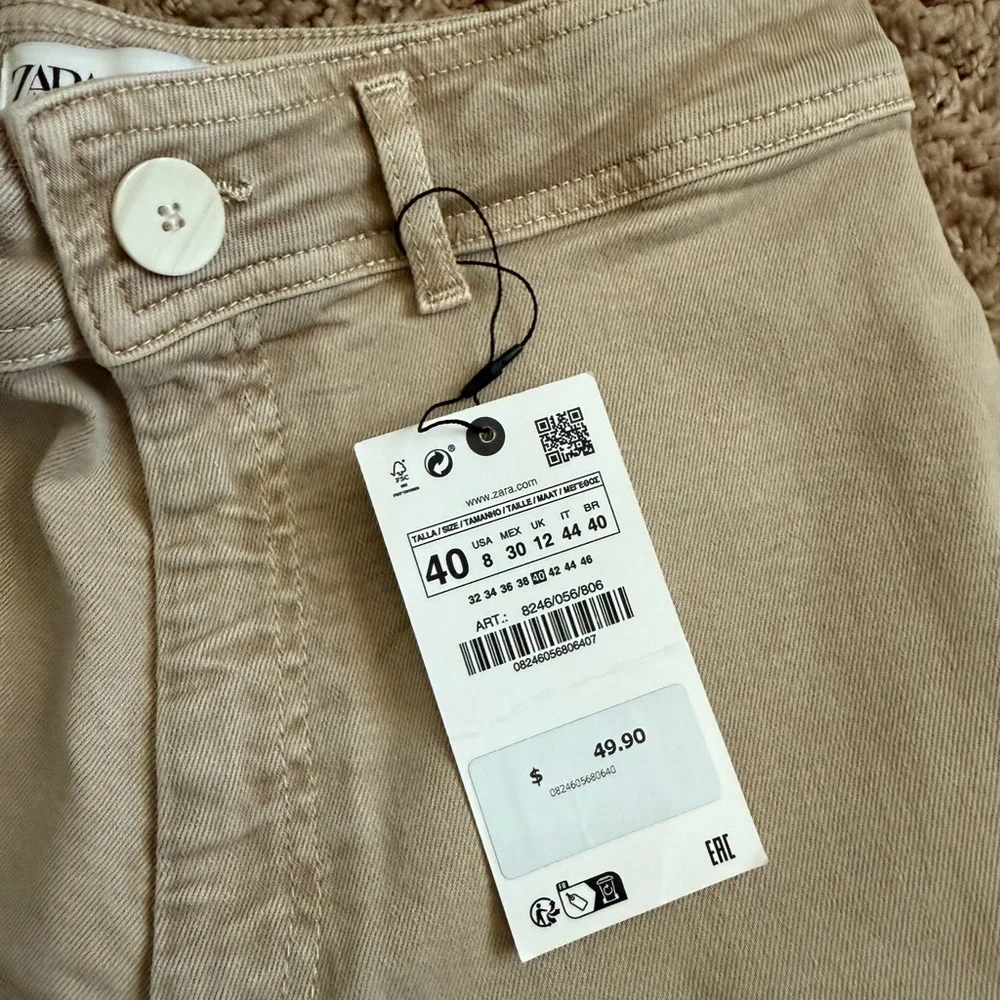 ZARA
www.zara.com
TALLA / SIZE / TAMANHO / TAILLE / MAAT / ΜΕΓΕΘΟΣ
USA MEX UK IT BR
40 8 30 12 44 40
32 34 36 38 40 42 44 46
ART.: 8246/056/806
08246056806407
$ 49.90
0824605680640
FSC
®
FR
EAC